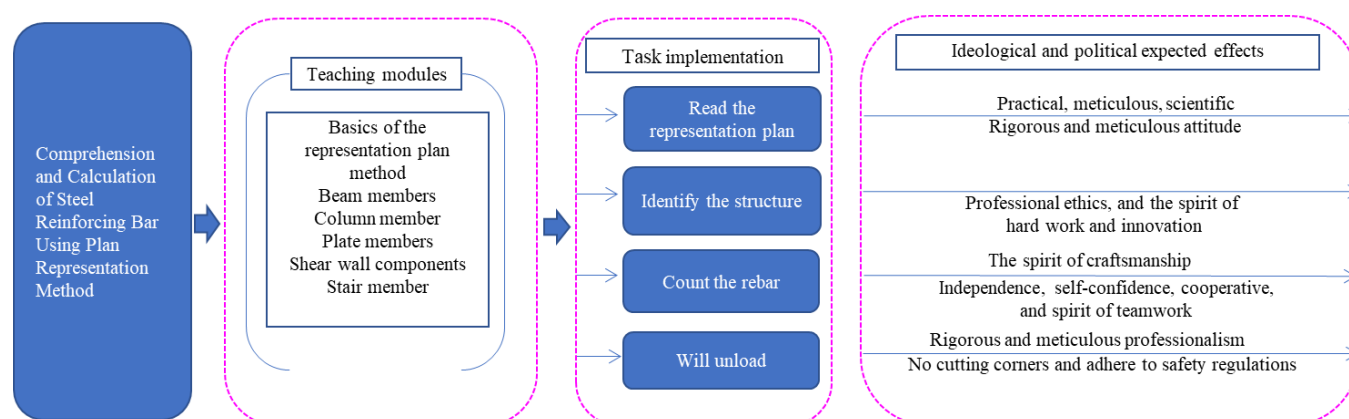 Comprehension
and Calculation
of Steel
Reinforcing Bar
Using Plan
Representation
Method
Teaching modules
Basics of the
representation plan
method
Beam members
Column member
Plate members
Shear wall components
Stair member
Task implementation
Read the
representation plan
Identify the structure
Count the rebar
Will unload
Ideological and political expected effects
Practical, meticulous, scientific
Rigorous and meticulous attitude
Professional ethics, and the spirit of
hard work and innovation
The spirit of craftsmanship
Independence, self-confidence, cooperative,
and spirit of teamwork
Rigorous and meticulous professionalism
No cutting corners and adhere to safety regulations